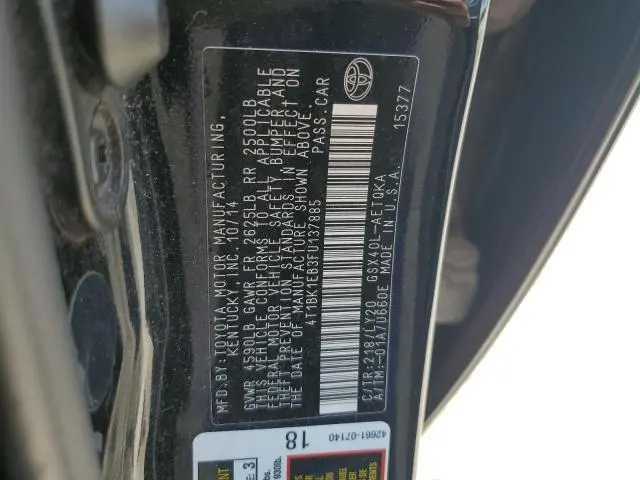 MFD.BY:TOYOTA MOTOR MANUFACTURING,
KENTUCKY, INC. 10/14
GVWR 4590LB GAWR FR 2625LB RR 2500LB
THIS VEHICLE CONFORMS TO ALL APPLICABLE
FEDERAL MOTOR VEHICLE SAFETY BUMPER AND
THEFT PREVENTION STANDARDS IN EFFECT ON
THE DATE OF MANUFACTURE SHOWN ABOVE.
4T1BK1EB3FU137885 PASS.CAR
C/TR:218/LY20 GSX40L-AETQKA
A/TM:-01A/U660E MADE IN U.S.A. 15377
42661-07140
18
3
930lb.